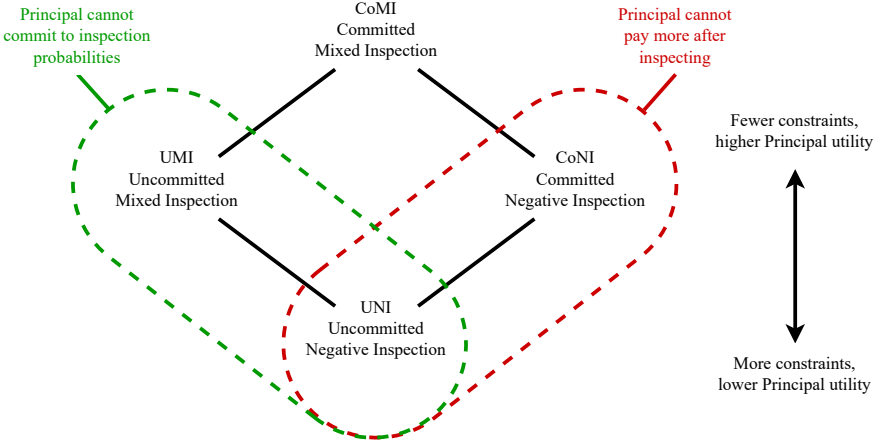 Principal cannot
commit to inspection
probabilities
CoMI
Committed
Mixed Inspection
Principal cannot
pay more after
inspecting
Fewer constraints,
higher Principal utility
UMI
Uncommitted
Mixed Inspection
CoNI
Committed
Negative Inspection
UNI
Uncommitted
Negative Inspection
More constraints,
lower Principal utility